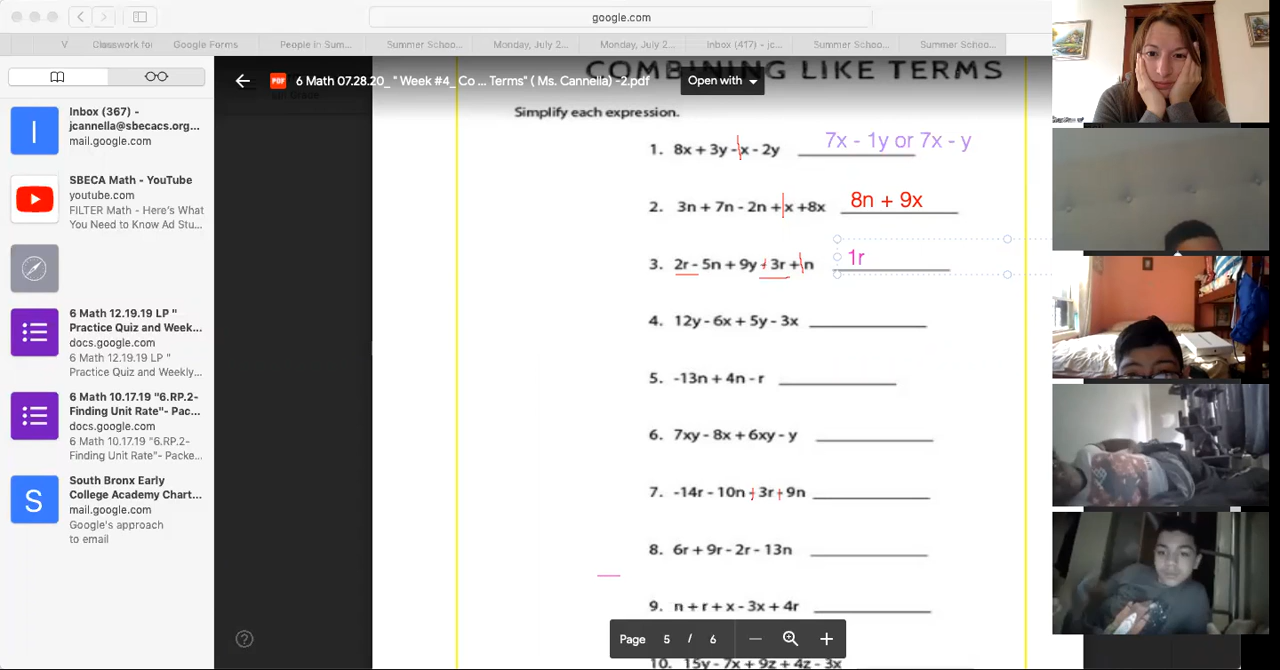 google.com
V
Classwork for
Google Forms
People in Sum...
Summer Schoo...
Monday, July 2...
Monday, July 2...
Inbox (417) - jc...
Summer Schoo...
Summer Schoo...
Inbox (367) -
jcannella@sbecacs.org...
mail.google.com
SBECA Math - YouTube
youtube.com
FILTER Math - Here's What
You Need to Know Ad Stu...
6 Math 12.19.19 LP "
Practice Quiz and Week...
docs.google.com
6 Math 12.19.19 LP "
Practice Quiz and Weekly...
6 Math 10.17.19 "6.RP.2-
Finding Unit Rate"- Pac...
docs.google.com
6 Math 10.17.19 "6.RP.2-
Finding Unit Rate"- Packe...
S
South Bronx Early
College Academy Chart...
mail.google.com
Google's approach
to email
PDF 6 Math 07.28.20_ " Week #4_ Co ... Terms" ( Ms. Cannella) -2.pdf
Open with
COMBINING LIKE TERMS
Simplify each expression.
1. 8x + 3y - x - 2y 7x - 1y or 7x - y
2. 3n + 7n - 2n + x +8x 8n + 9x
3. 2r - 5n + 9y - 3r + n 1r
4. 12y - 6x + 5y - 3x
5. -13n + 4n - r
6. 7xy - 8x + 6xy - y
7. -14r - 10n + 3r + 9n
8. 6r + 9r - 2r - 13n
9. n + r + x - 3x + 4r
10. 15y - 7x + 9z + 4z - 3x
Page 5 / 6